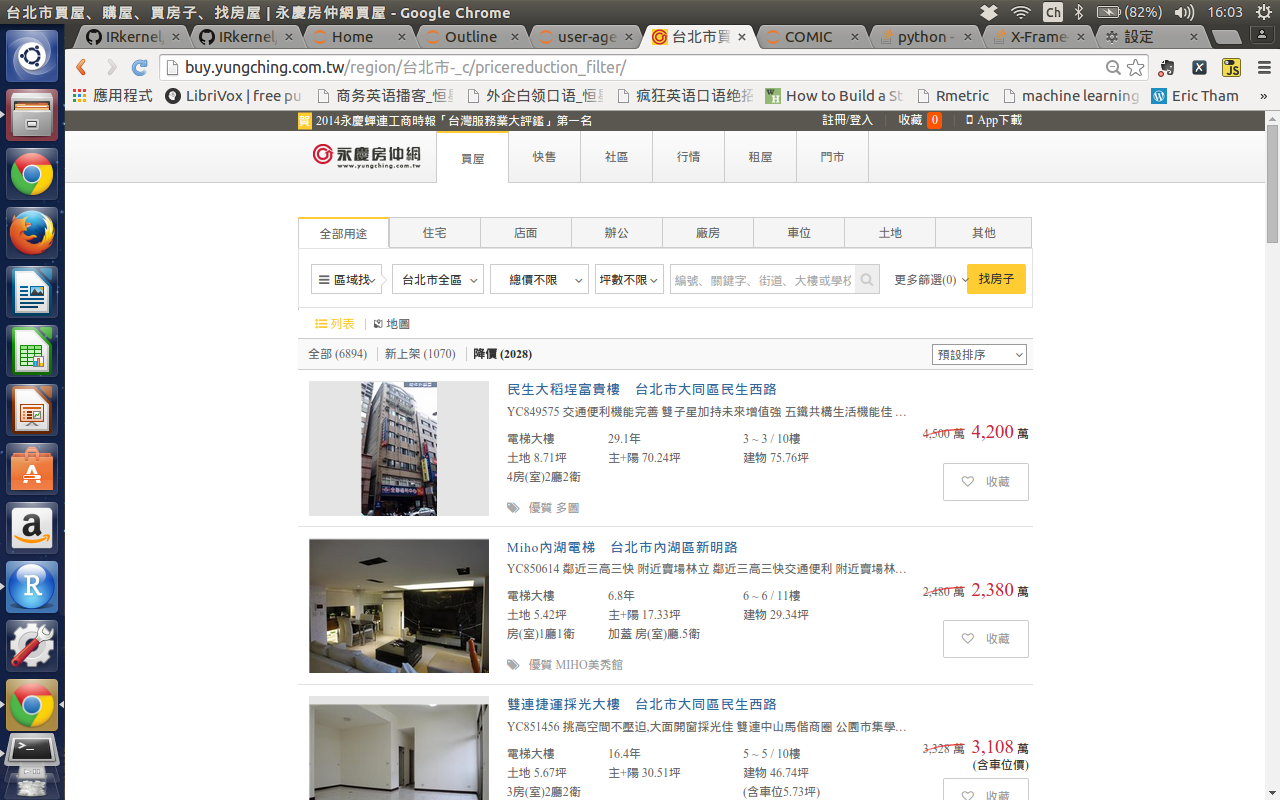 台北市買屋、購屋、買房子、找房屋 | 永慶房仲網買屋 - Google Chrome
Ch (82%) 16:03
IRkernel, × IRkernel, × Home × Outline × user-age × 台北市買 × COMIC × python - × X-Frame × 設定 ×
buy.yungching.com.tw/region/台北市-_c/pricereduction_filter/
應用程式 LibriVox | free pu 商务英语播客_恒 外企白领口语_恒星 疯狂英语口语绝招 How to Build a St Rmetric machine learning Eric Tham »
賀 2014永慶蟬連工商時報「台灣服務業大評鑑」第一名 註冊/登入 收藏 0 App下載
永慶房仲網
www.yungching.com.tw
買屋 快售 社區 行情 租屋 門市
全部用途 住宅 店面 辦公 廠房 車位 土地 其他
區域找 台北市全區 總價不限 坪數不限 編號、關鍵字、街道、大樓或學校 更多篩選(0) 找房子
列表 | 地圖
全部 (6894) 新上架 (1070) 降價 (2028) 預設排序
民生大稻埕富貴樓 台北市大同區民生西路
YC849575 交通便利機能完善 雙子星加持未來增值強 五鐵共構生活機能佳 …
4,500 萬 4,200 萬
電梯大樓 29.1年 3 ~ 3 / 10樓
土地 8.71坪 主+陽 70.24坪 建物 75.76坪
4房(室)2廳2衛
收藏
優質 多圖
Miho內湖電梯 台北市內湖區新明路
YC850614 鄰近三高三快 附近賣場林立 鄰近三高三快交通便利 附近賣場林…
2,480 萬 2,380 萬
電梯大樓 6.8年 6 ~ 6 / 11樓
土地 5.42坪 主+陽 17.33坪 建物 29.34坪
房(室)1廳1衛 加蓋 房(室)廳.5衛
收藏
優質 MIHO美秀館
雙連捷運採光大樓 台北市大同區民生西路
YC851456 挑高空間不壓迫,大面開窗採光佳 雙連中山馬偕商圈 公園市集學…
3,328 萬 3,108 萬
(含車位價)
電梯大樓 16.4年 5 ~ 5 / 10樓
土地 5.67坪 主+陽 30.51坪 建物 46.74坪
3房(室)2廳2衛 (含車位5.73坪)
收藏